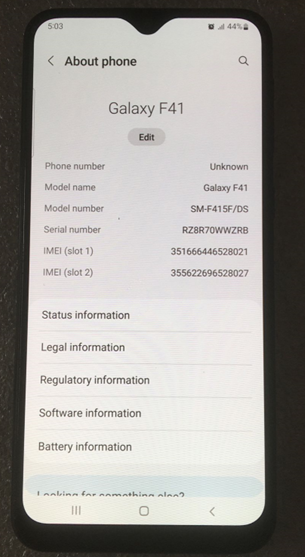 5:03
44%
About phone
Galaxy F41
Edit
Phone number Unknown
Model name Galaxy F41
Model number SM-F415F/DS
Serial number RZ8R70WWZRB
IMEI (slot 1) 351666446528021
IMEI (slot 2) 355622696528027
Status information
Legal information
Regulatory information
Software information
Battery information
Looking for something else?